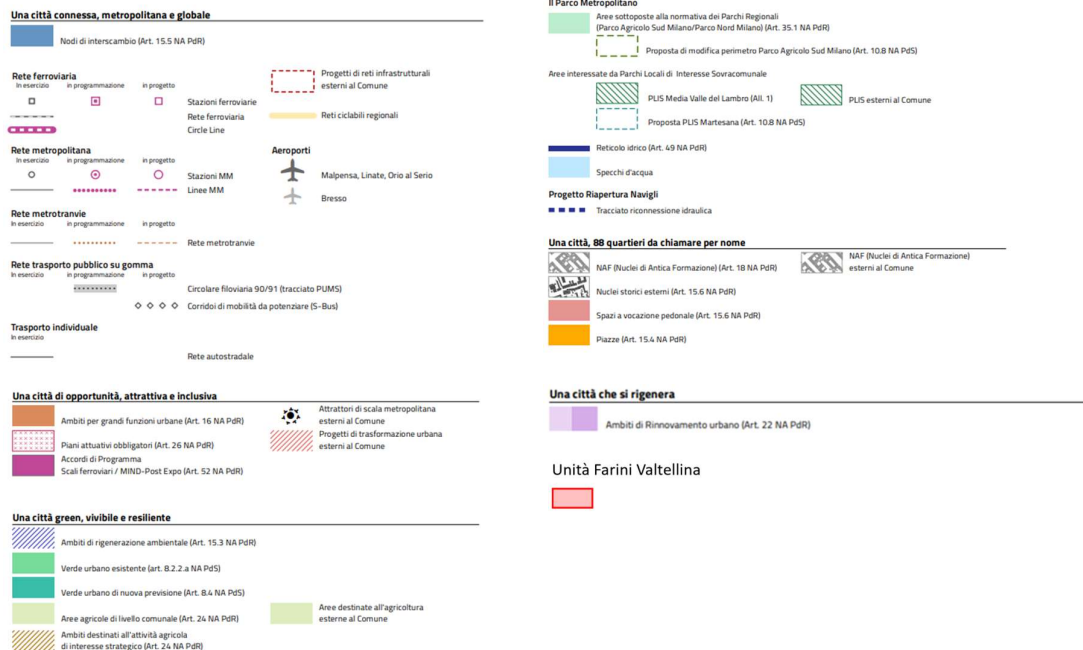 Una città connessa, metropolitana e globale
Nodi di interscambio (Art. 15.5 NA PdR)
Rete ferroviaria
In esercizio in programmazione in progetto
Stazioni ferroviarie
Rete ferroviaria
Circle Line
Progetti di reti infrastrutturali
esterni al Comune
Reti ciclabili regionali
Rete metropolitana
In esercizio in programmazione in progetto
Stazioni MM
Linee MM
Aeroporti
Malpensa, Linate, Orio al Serio
Bresso
Rete metrotranvie
In esercizio in programmazione in progetto
Rete metrotranvie
Rete trasporto pubblico su gomma
In esercizio in programmazione in progetto
Circolare filoviaria 90/91 (tracciato PUMS)
Corridoi di mobilità da potenziare (S-Bus)
Trasporto individuale
In esercizio
Rete autostradale
Una città di opportunità, attrattiva e inclusiva
Ambiti per grandi funzioni urbane (Art. 16 NA PdR)
Piani attuativi obbligatori (Art. 26 NA PdR)
Accordi di Programma
Scali ferroviari / MIND-Post Expo (Art. 52 NA PdR)
Attrattori di scala metropolitana
esterni al Comune
Progetti di trasformazione urbana
esterni al Comune
Una città green, vivibile e resiliente
Ambiti di rigenerazione ambientale (Art. 15.3 NA PdR)
Verde urbano esistente (art. 8.2.2.a NA PdS)
Verde urbano di nuova previsione (Art. 8.4 NA PdS)
Aree agricole di livello comunale (Art. 24 NA PdR)
Aree destinate all'agricoltura
esterne al Comune
Ambiti destinati all'attività agricola
di interesse strategico (Art. 24 NA PdR)
Il Parco Metropolitano
Aree sottoposte alla normativa dei Parchi Regionali
(Parco Agricolo Sud Milano/Parco Nord Milano) (Art. 35.1 NA PdR)
Proposta di modifica perimetro Parco Agricolo Sud Milano (Art. 10.8 NA PdS)
Aree interessate da Parchi Locali di Interesse Sovracomunale
PLIS Media Valle del Lambro (All. 1)
PLIS esterni al Comune
Proposta PLIS Martesana (Art. 10.8 NA PdS)
Reticolo idrico (Art. 49 NA PdR)
Specchi d'acqua
Progetto Riapertura Navigli
Tracciato riconnessione idraulica
Una città, 88 quartieri da chiamare per nome
NAF (Nuclei di Antica Formazione) (Art. 18 NA PdR)
NAF (Nuclei di Antica Formazione)
esterni al Comune
Nuclei storici esterni (Art. 15.6 NA PdR)
Spazi a vocazione pedonale (Art. 15.6 NA PdR)
Piazze (Art. 15.4 NA PdR)
Una città che si rigenera
Ambiti di Rinnovamento urbano (Art. 22 NA PdR)
Unità Farini Valtellina